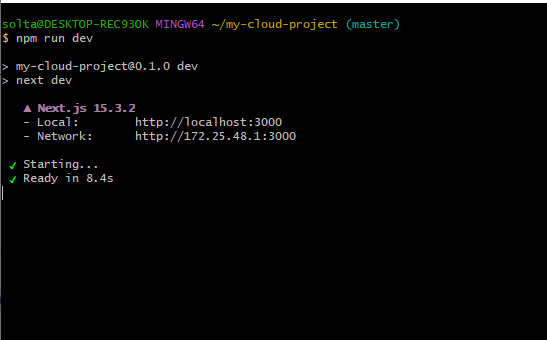 solta@DESKTOP-REC93OK MINGW64 ~/my-cloud-project (master)
$ npm run dev
> my-cloud-project@0.1.0 dev
> next dev
▲ Next.js 15.3.2
- Local: http://localhost:3000
- Network: http://172.25.48.1:3000
✓ Starting...
✓ Ready in 8.4s